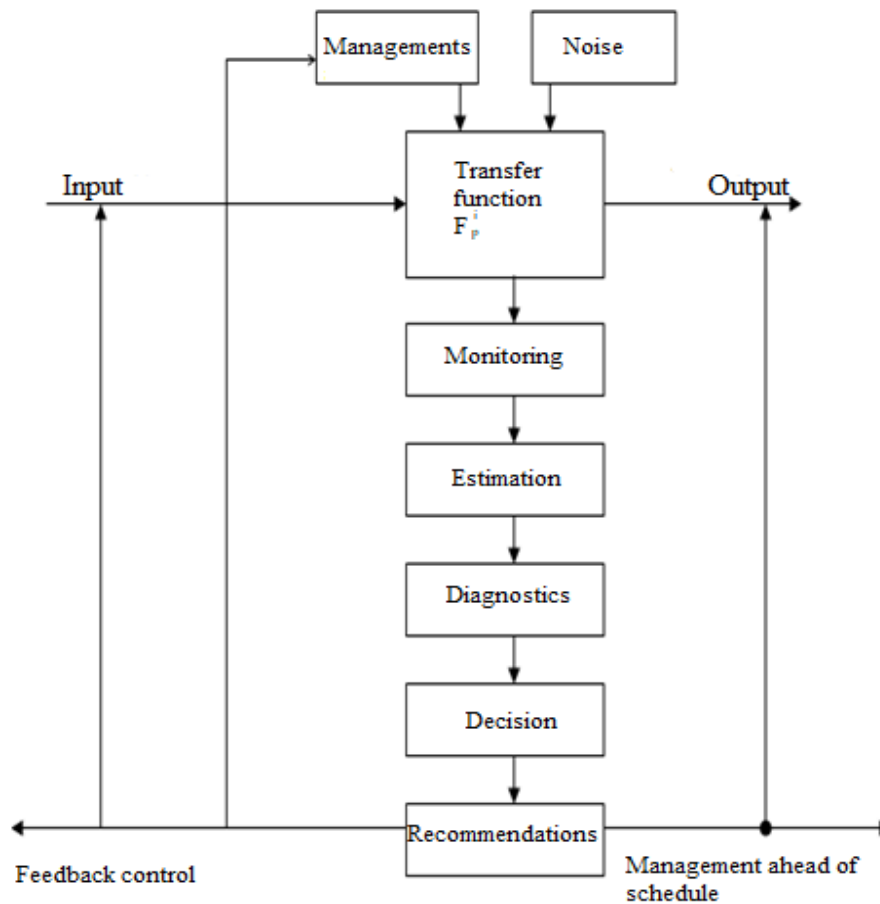 Managements
Noise
Transfer
function
F i p
Input
Output
Monitoring
Estimation
Diagnostics
Decision
Recommendations
Feedback control
Management ahead of
schedule